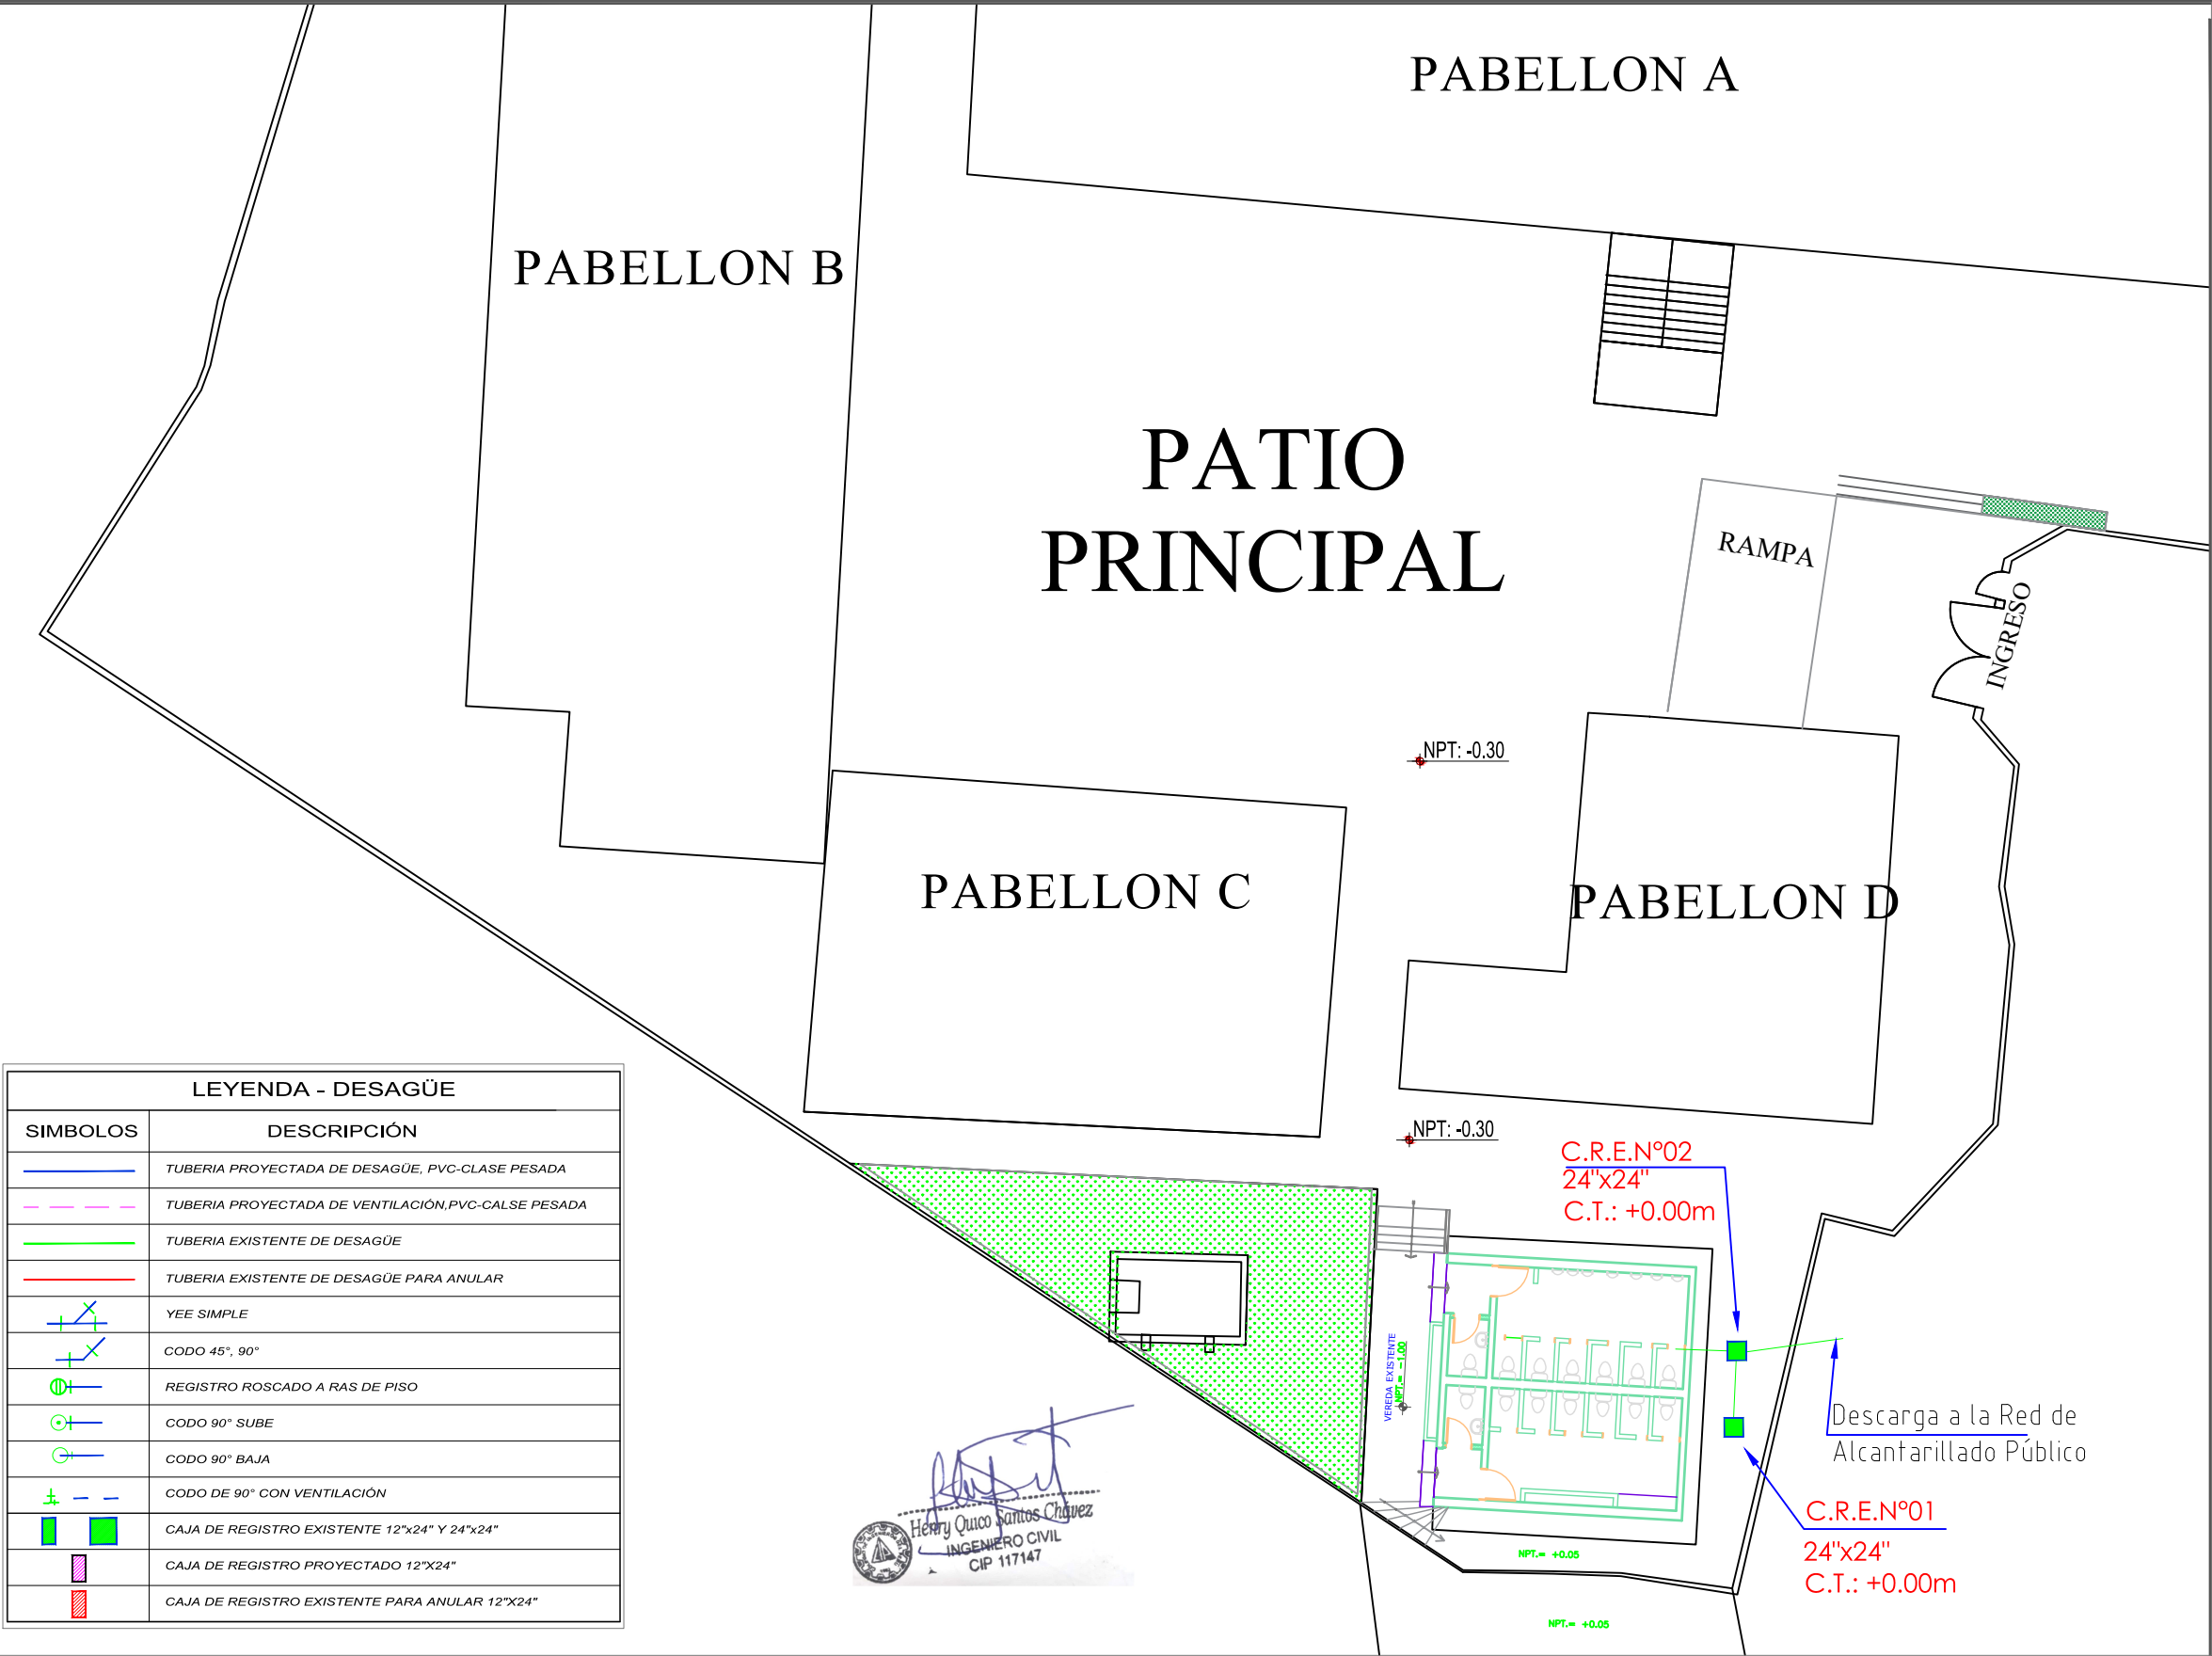 PABELLON A
PABELLON B
PATIO
PRINCIPAL
RAMPA
INGRESO
NPT: -0.30
PABELLON C
PABELLON D
NPT: -0.30
C.R.E.N°02
24"x24"
C.T.: +0.00m
VEREDA EXISTENTE
NPT.= -1.00
Descarga a la Red de
Alcantarillado Público
C.R.E.N°01
24"x24"
C.T.: +0.00m
NPT.= +0.05
NPT.= +0.05
Henry Quico Santos Chávez
INGENIERO CIVIL
CIP 117147
LEYENDA - DESAGÜE
SIMBOLOS DESCRIPCIÓN
TUBERIA PROYECTADA DE DESAGÜE, PVC-CLASE PESADA
TUBERIA PROYECTADA DE VENTILACIÓN,PVC-CALSE PESADA
TUBERIA EXISTENTE DE DESAGÜE
TUBERIA EXISTENTE DE DESAGÜE PARA ANULAR
YEE SIMPLE
CODO 45°, 90°
REGISTRO ROSCADO A RAS DE PISO
CODO 90° SUBE
CODO 90° BAJA
CODO DE 90° CON VENTILACIÓN
CAJA DE REGISTRO EXISTENTE 12"x24" Y 24"x24"
CAJA DE REGISTRO PROYECTADO 12"X24"
CAJA DE REGISTRO EXISTENTE PARA ANULAR 12"X24"